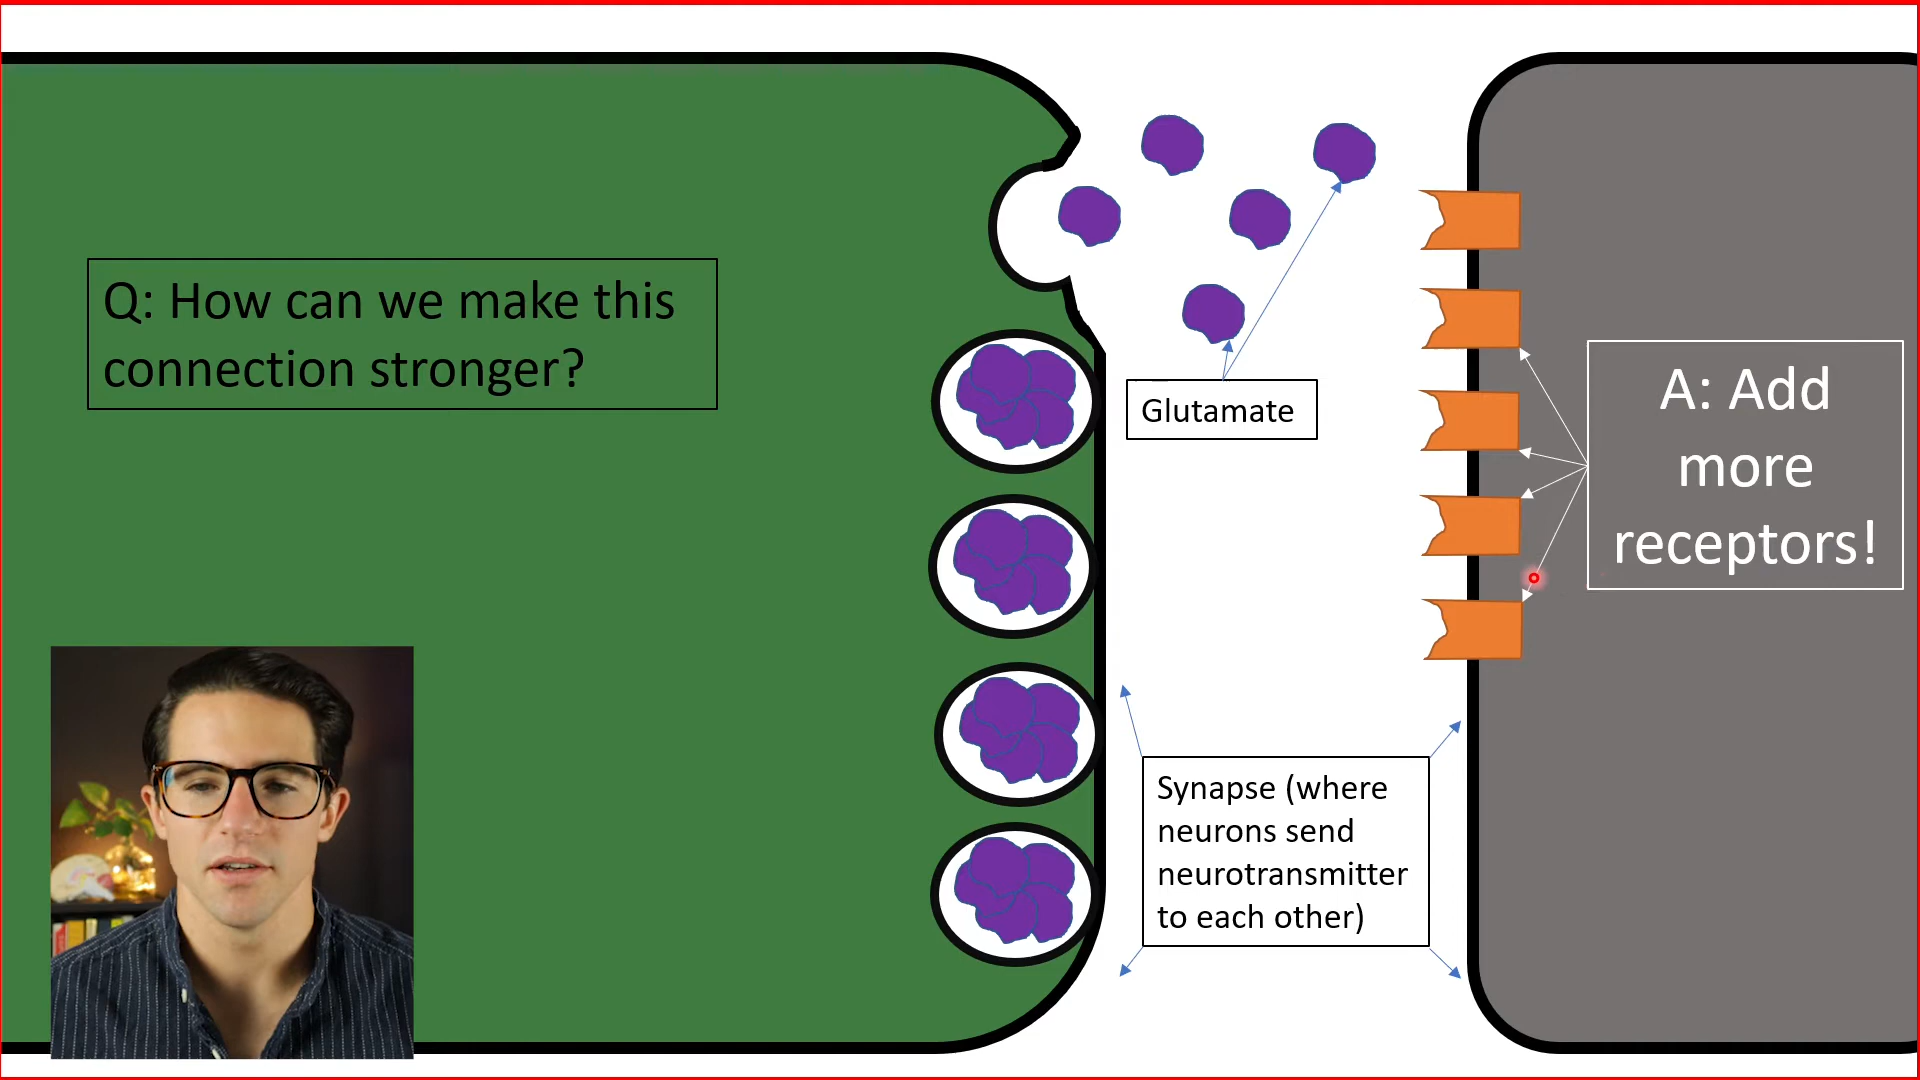 Q: How can we make this
connection stronger?
Glutamate
A: Add
more
receptors!
Synapse (where
neurons send
neurotransmitter
to each other)